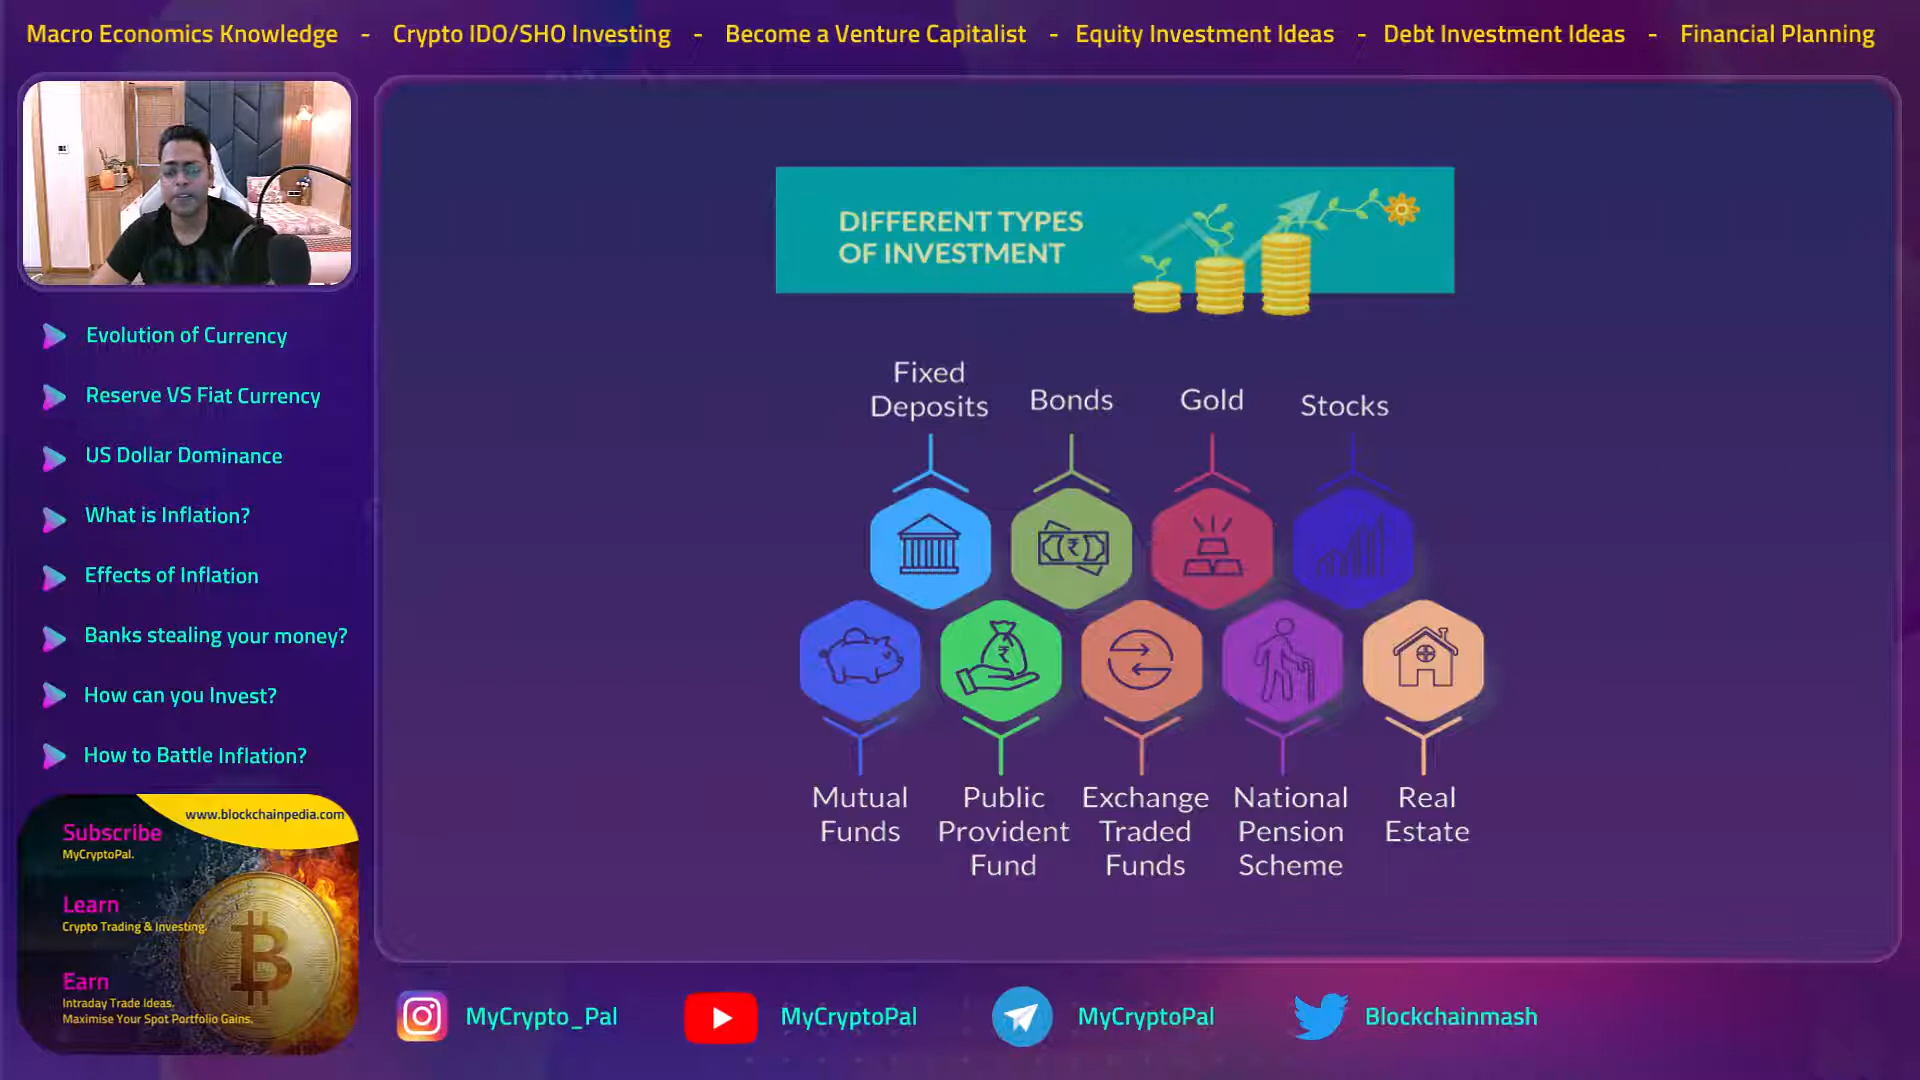 Macro Economics Knowledge - Crypto IDO/SHO Investing - Become a Venture Capitalist - Equity Investment Ideas - Debt Investment Ideas - Financial Planning
Evolution of Currency
Reserve VS Fiat Currency
US Dollar Dominance
What is Inflation?
Effects of Inflation
Banks stealing your money?
How can you Invest?
How to Battle Inflation?
www.blockchainpedia.com
Subscribe
MyCryptoPal.
Learn
Crypto Trading & Investing.
Earn
Intraday Trade Ideas.
Maximise Your Spot Portfolio Gains.
DIFFERENT TYPES
OF INVESTMENT
Fixed
Deposits
Bonds
Gold
Stocks
₹
₹
Mutual
Funds
Public
Provident
Fund
Exchange
Traded
Funds
National
Pension
Scheme
Real
Estate
MyCrypto_Pal
MyCryptoPal
MyCryptoPal
Blockchainmash